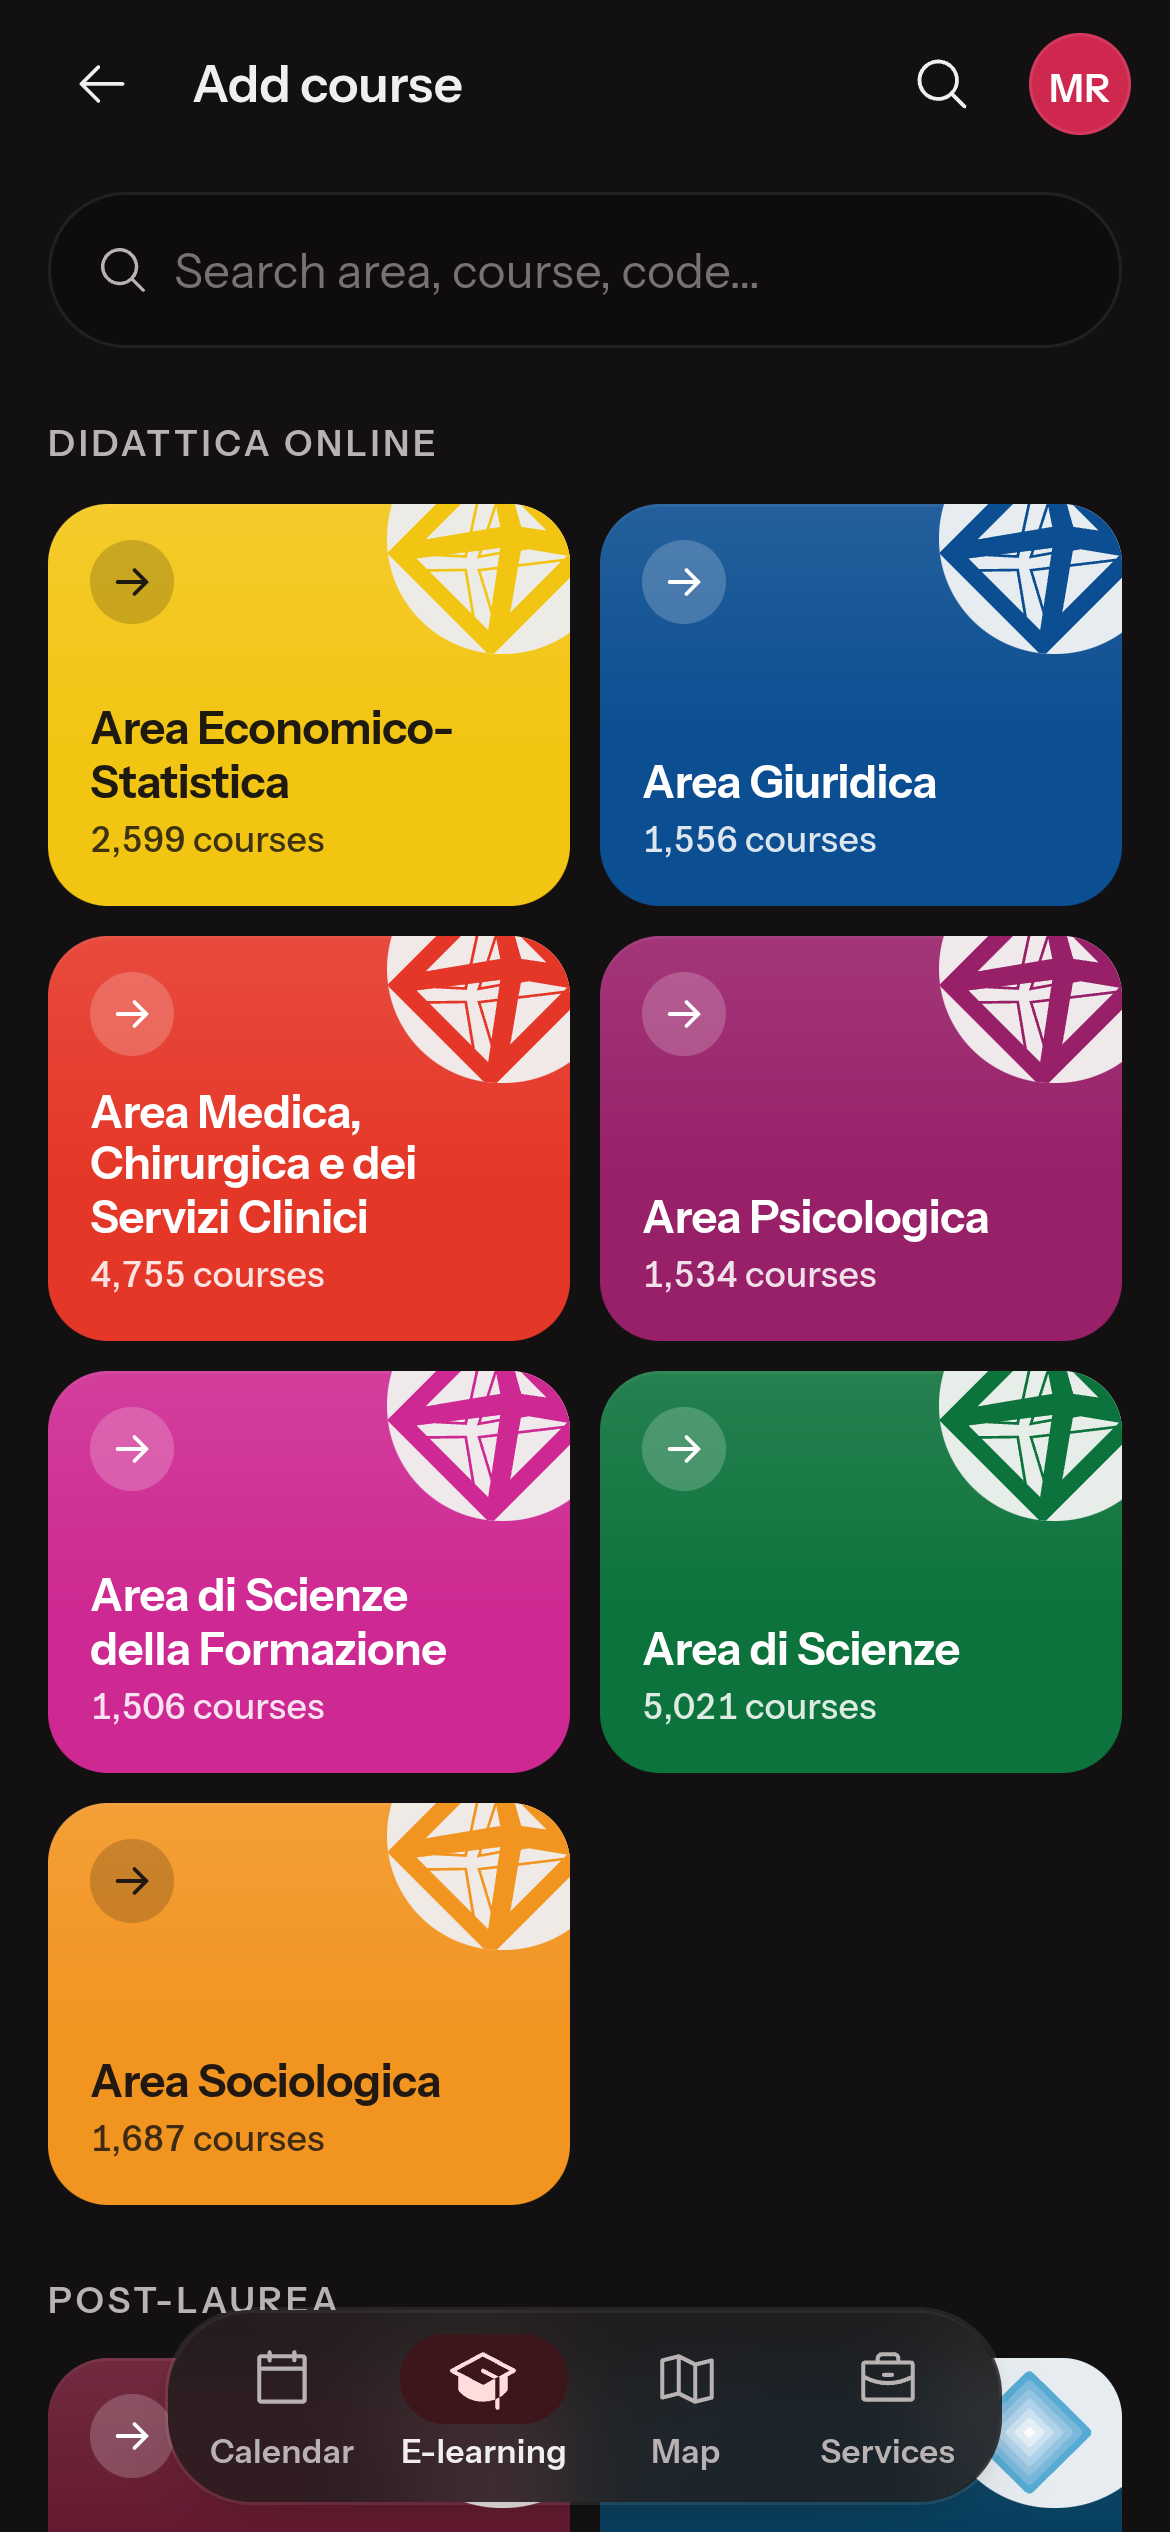 Add course
MR
Search area, course, code...
DIDATTICA ONLINE
Area Economico-
Statistica
2,599 courses
Area Giuridica
1,556 courses
Area Medica,
Chirurgica e dei
Servizi Clinici
4,755 courses
Area Psicologica
1,534 courses
Area di Scienze
della Formazione
1,506 courses
Area di Scienze
5,021 courses
Area Sociologica
1,687 courses
POST-LAUREA
Calendar
E-learning
Map
Services